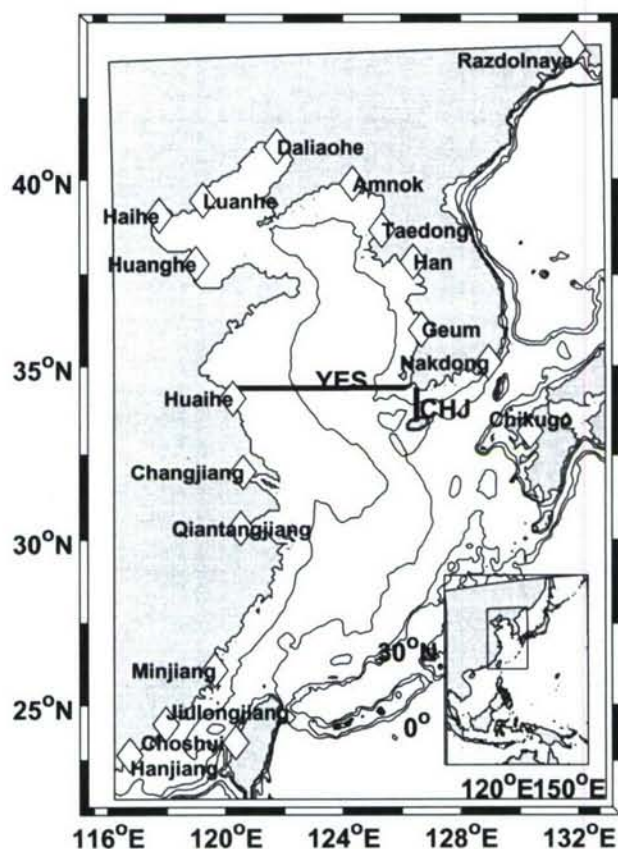 Razdolnaya
Daliaohe
40°N
Amnok
Luanhe
Haihe
Taedong
Huanghe
Han
Geum
35°N
Nakdong
YES
Huaihe
CHJ
Chikugo
Changjiang
Qiantangjiang
30°N
30°N
Minjiang
25°N
Jiulongjiang
0°
Choshui
Hanjiang
120°E150°E
116°E 120°E 124°E 128°E 132°E